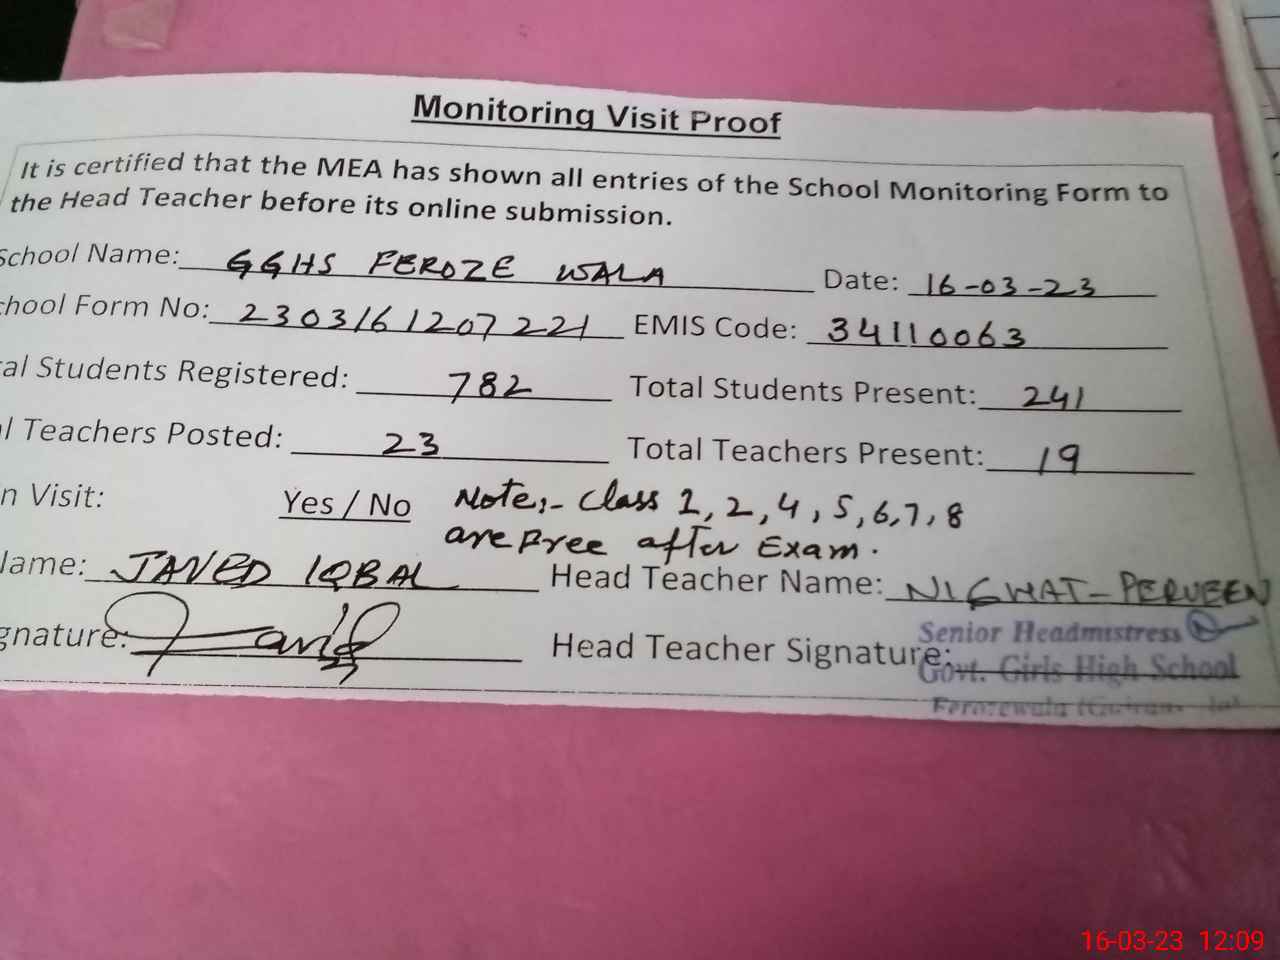 Monitoring Visit Proof
It is certified that the MEA has shown all entries of the School Monitoring Form to
the Head Teacher before its online submission.
School Name: GGHS FEROZE WALA Date: 16-03-23
hool Form No: 2303161207221 EMIS Code: 34110063
al Students Registered: 782 Total Students Present: 241
l Teachers Posted: 23 Total Teachers Present: 19
n Visit: Yes / No Note:- Class 1, 2, 4, 5, 6, 7, 8
are free after Exam.
Name: JAVED IQBAL Head Teacher Name: NIGHAT-PERVEEN
gnature: Javid Head Teacher Signature:
Senior Headmistress
Govt. Girls High School
Ferozewala
16-03-23 12:09